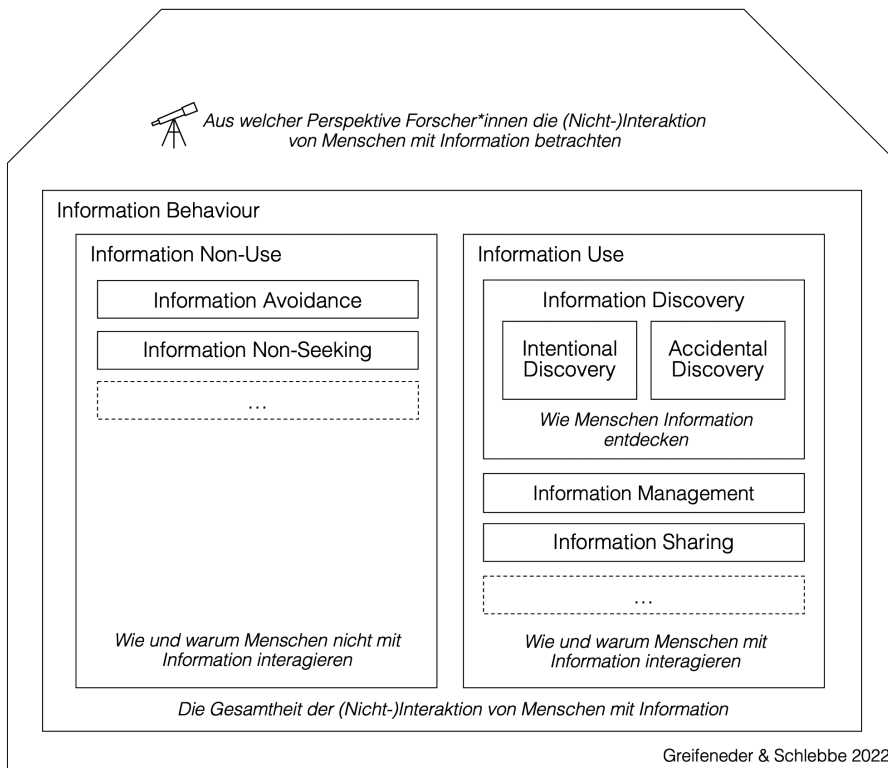 Aus welcher Perspektive Forscher*innen die (Nicht-)Interaktion
von Menschen mit Information betrachten
Information Behaviour
Information Non-Use
Information Avoidance
Information Non-Seeking
...
Wie und warum Menschen nicht mit
Information interagieren
Information Use
Information Discovery
Intentional
Discovery
Accidental
Discovery
Wie Menschen Information
entdecken
Information Management
Information Sharing
...
Wie und warum Menschen mit
Information interagieren
Die Gesamtheit der (Nicht-)Interaktion von Menschen mit Information
Greifeneder & Schlebbe 2022